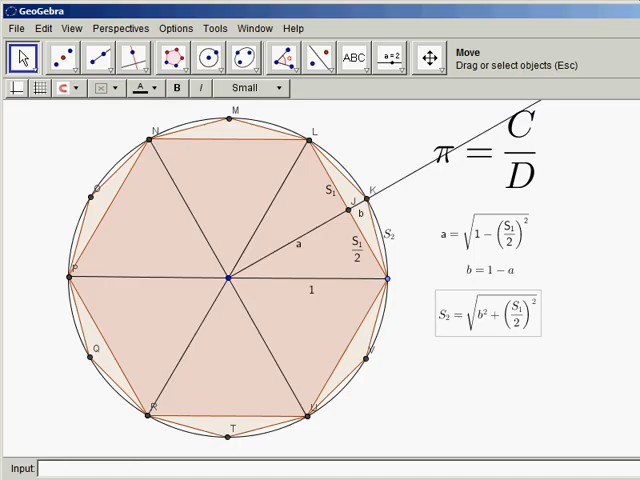 GeoGebra
File Edit View Perspectives Options Tools Window Help
ABC
a = 2
Move
Drag or select objects (Esc)
A B I Small
π = C/D
M
N L
O K
S₁ J
b
S₂
a
S₁/2
a = √(1 − (S₁/2)²)
b = 1 − a
P
1
S₂ = √(b² + (S₁/2)²)
Q V
R U
T
Input: